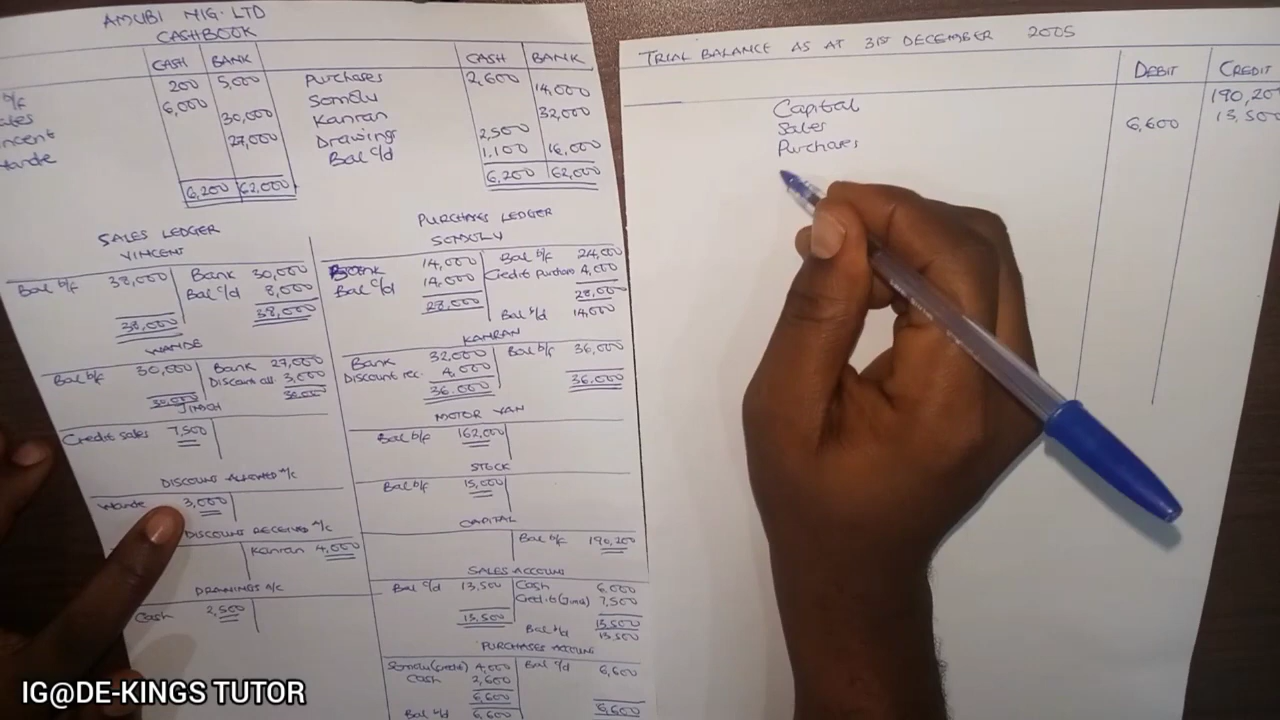 AMUBI NIG. LTD
CASHBOOK
CASH BANK CASH BANK
b/f 200 5,000 Purchases 2,600
6,000 Somolu 14,000
30,000 Kanran 32,000
27,000 Drawings 2,500
Bal c/d 1,100 16,000
6,200 62,000 6,200 62,000
SALES LEDGER
VINCENT
Bal b/f 38,000 Bank 30,000
Bal c/d 8,000
38,000 38,000
WANDE
Bal b/f 30,000 Bank 27,000
Discount all. 3,000
30,000 30,000
JIMOH
Credit sales 7,500
DISCOUNT ALLOWED A/C
Wande 3,000
DISCOUNT RECEIVED A/C
Kanran 4,000
DRAWINGS A/C
Cash 2,500
PURCHASES LEDGER
SOMOLU
Bank 14,000 Bal b/f 24,000
Bal c/d 14,000 Credit purchase 4,000
28,000 28,000
Bal b/d 14,000
KANRAN
Bank 32,000 Bal b/f 36,000
Discount rec. 4,000
36,000 36,000
MOTOR VAN
Bal b/f 162,000
STOCK
Bal b/f 15,000
CAPITAL
Bal b/f 190,200
SALES ACCOUNT
Bal c/d 13,500 Cash 6,000
Credit (Jimoh) 7,500
13,500 13,500
Bal b/d 13,500
PURCHASES ACCOUNT
Somolu (credit) 4,000 Bal c/d 6,600
Cash 2,600
6,600 6,600
Bal b/d 6,600
TRIAL BALANCE AS AT 31ST DECEMBER 2005
DEBIT CREDIT
Capital 190,20
Sales 13,500
Purchases 6,600
IG@DE-KINGS TUTOR